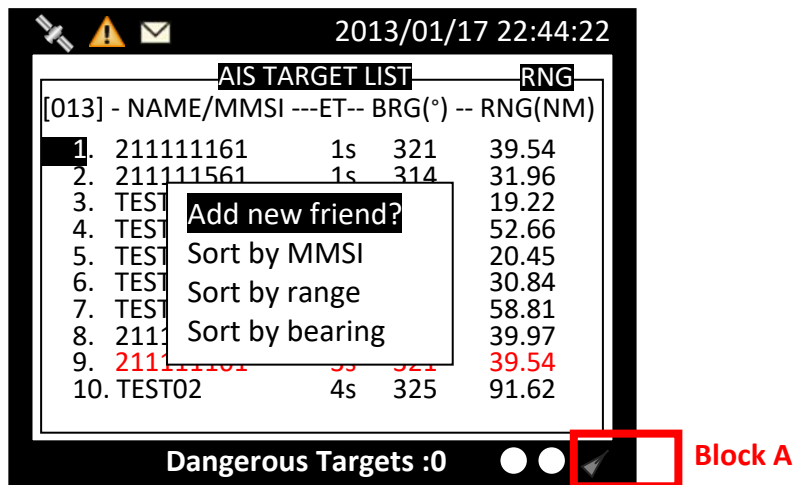 2013/01/17 22:44:22
AIS TARGET LIST RNG
[013] - NAME/MMSI ---ET-- BRG(°) -- RNG(NM)
1. 211111161 1s 321 39.54
2. 211111561 1s 314 31.96
3. TEST 19.22
4. TEST 52.66
5. TEST 20.45
6. TEST 30.84
7. TEST 58.81
8. 2111 39.97
9. 211111161 3s 321 39.54
10. TEST02 4s 325 91.62
Add new friend?
Sort by MMSI
Sort by range
Sort by bearing
Dangerous Targets :0
Block A